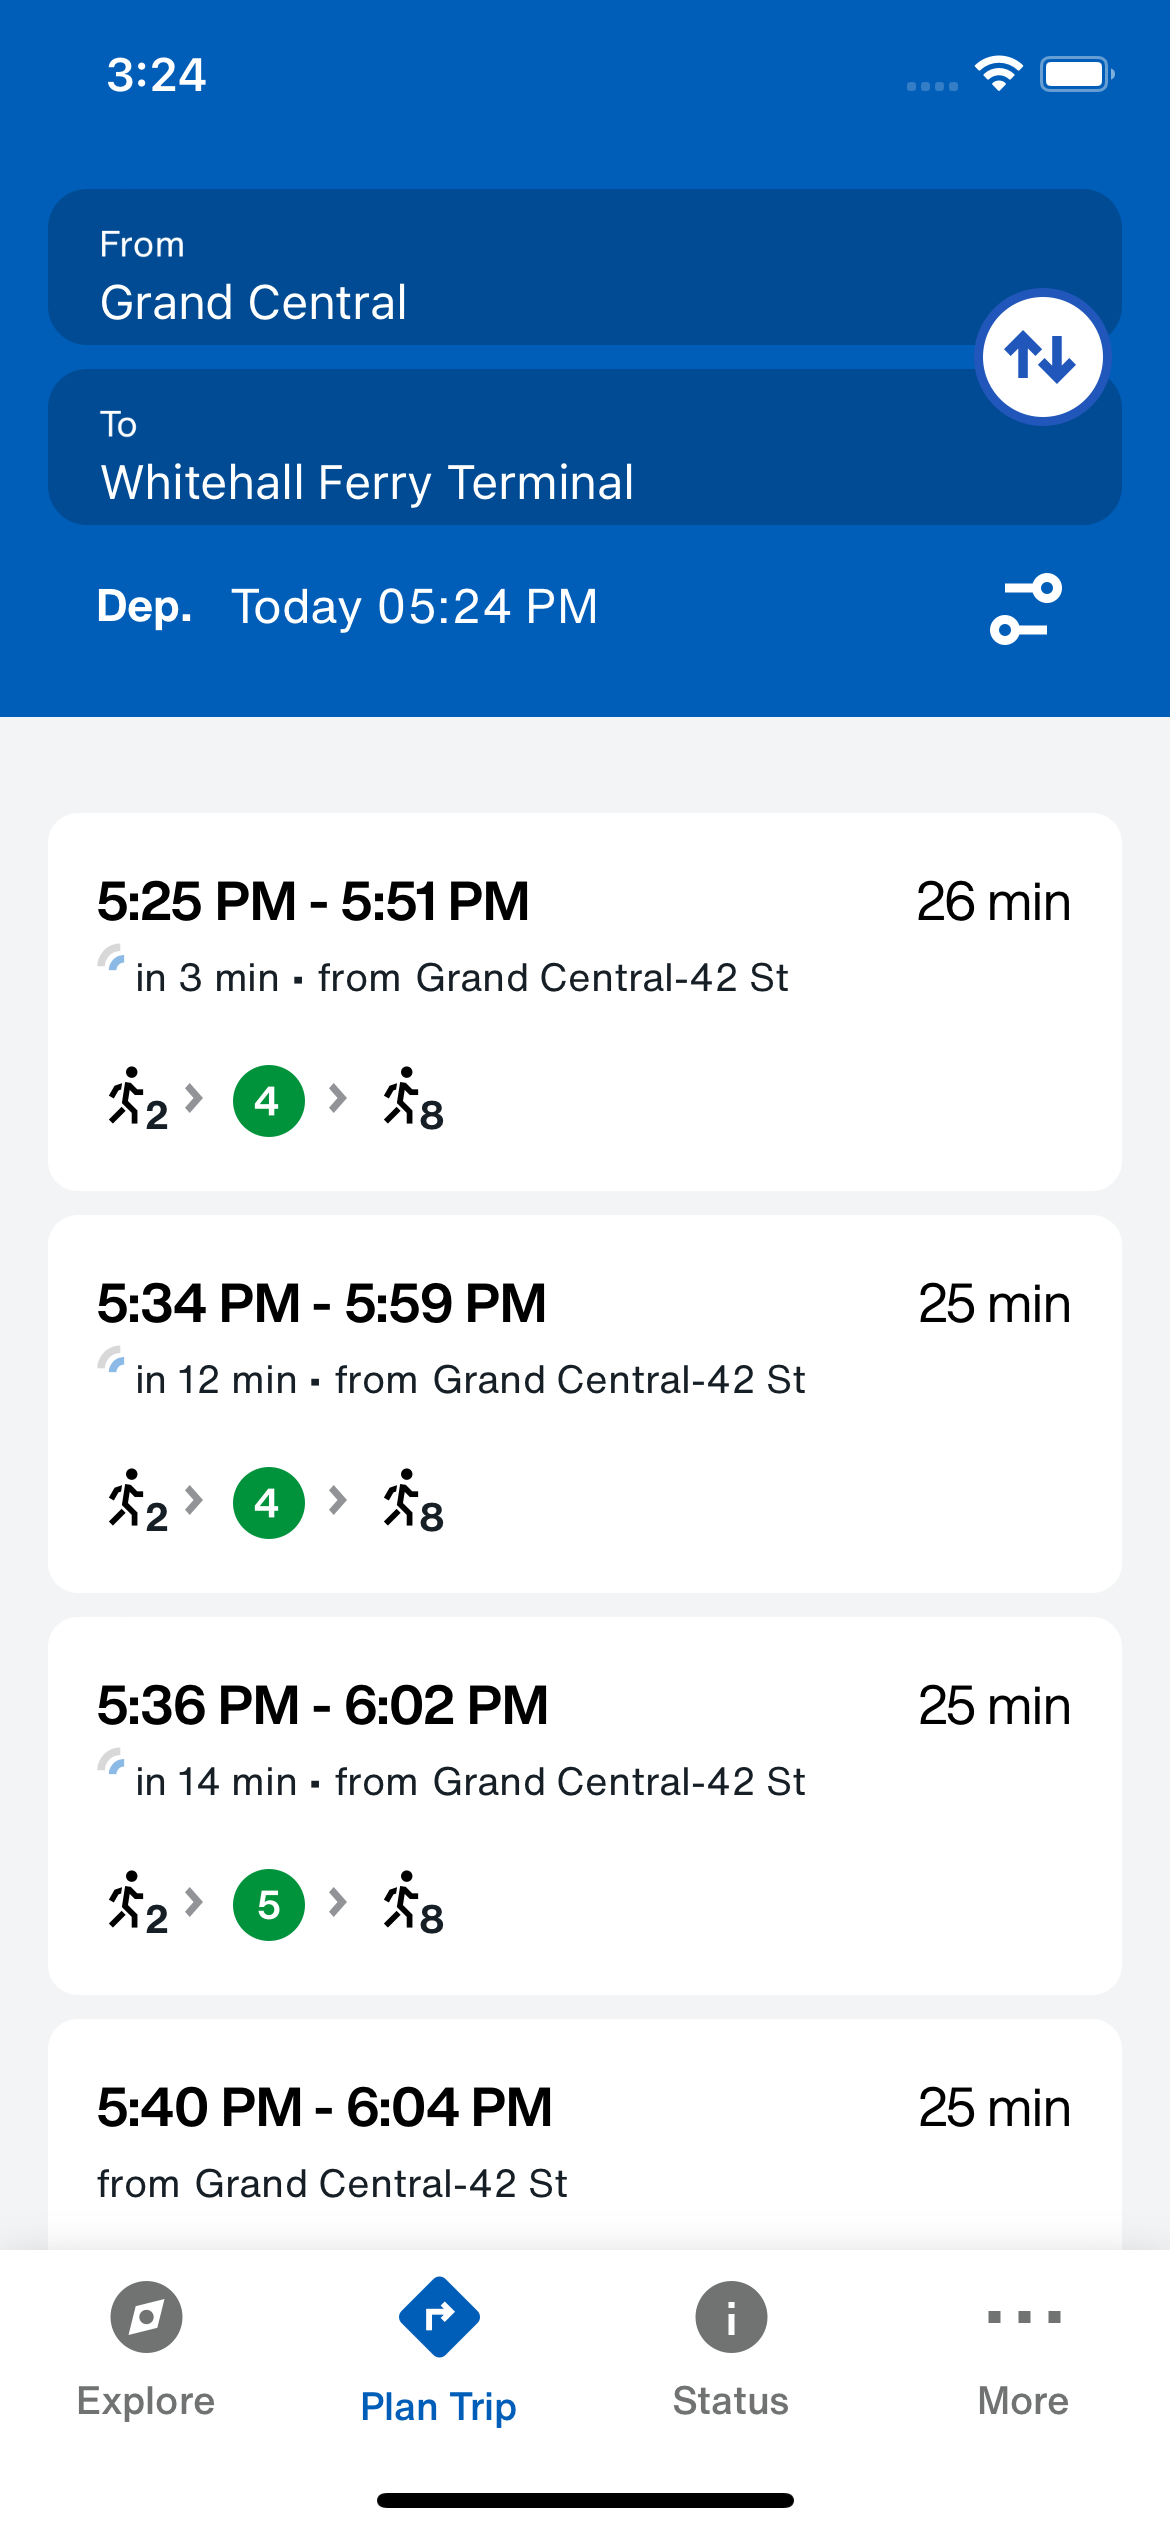 3:24
From
Grand Central
To
Whitehall Ferry Terminal
Dep. Today 05:24 PM
5:25 PM - 5:51 PM 26 min
in 3 min ▪ from Grand Central-42 St
2 4 8
5:34 PM - 5:59 PM 25 min
in 12 min ▪ from Grand Central-42 St
2 4 8
5:36 PM - 6:02 PM 25 min
in 14 min ▪ from Grand Central-42 St
2 5 8
5:40 PM - 6:04 PM 25 min
from Grand Central-42 St
Explore Plan Trip Status More